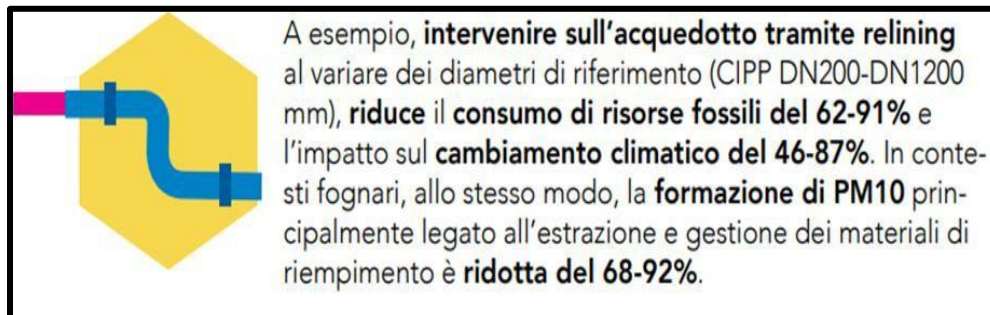 A esempio, intervenire sull'acquedotto tramite relining
al variare dei diametri di riferimento (CIPP DN200-DN1200
mm), riduce il consumo di risorse fossili del 62-91% e
l'impatto sul cambiamento climatico del 46-87%. In conte-
sti fognari, allo stesso modo, la formazione di PM10 prin-
cipalmente legato all'estrazione e gestione dei materiali di
riempimento è ridotta del 68-92%.